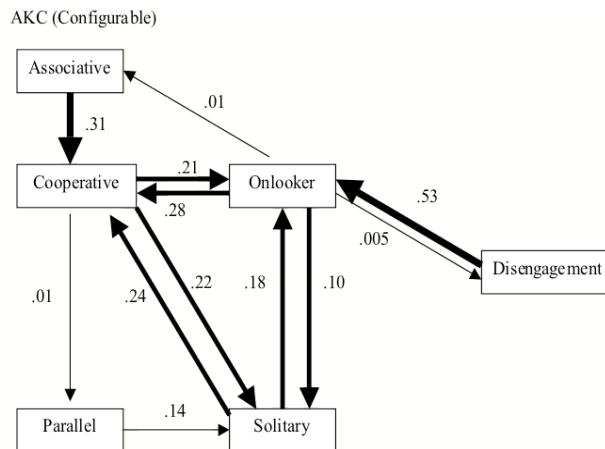 AKC (Configurable)
Associative
.01
.31
Cooperative
.21
Onlooker
.28
.53
.005
Disengagement
.01
.24
.22
.18
.10
Parallel
.14
Solitary